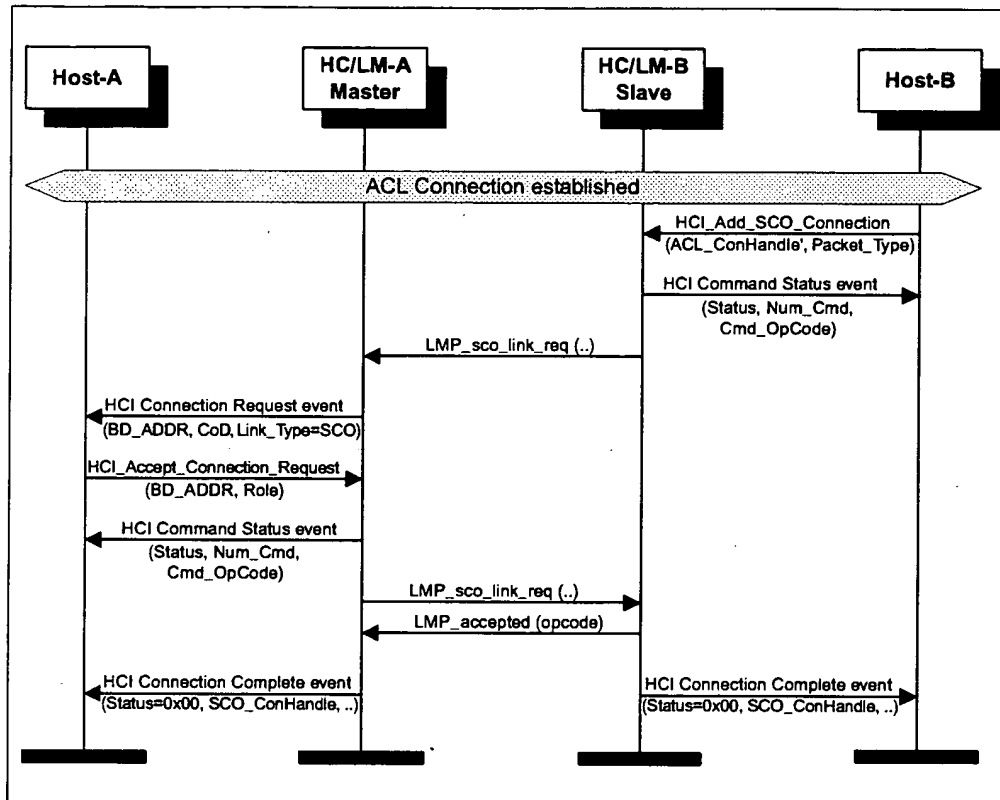 Host-A
HC/LM-A
Master
HC/LM-B
Slave
Host-B
ACL Connection established
HCI_Add_SCO_Connection
(ACL_ConHandle', Packet_Type)
HCI Command Status event
(Status, Num_Cmd,
Cmd_OpCode)
LMP_sco_link_req (..)
HCI Connection Request event
(BD_ADDR, CoD, Link_Type=SCO)
HCI_Accept_Connection_Request
(BD_ADDR, Role)
HCI Command Status event
(Status, Num_Cmd,
Cmd_OpCode)
LMP_sco_link_req (..)
LMP_accepted (opcode)
HCI Connection Complete event
(Status=0x00, SCO_ConHandle, ..)
HCI Connection Complete event
(Status=0x00, SCO_ConHandle, ..)